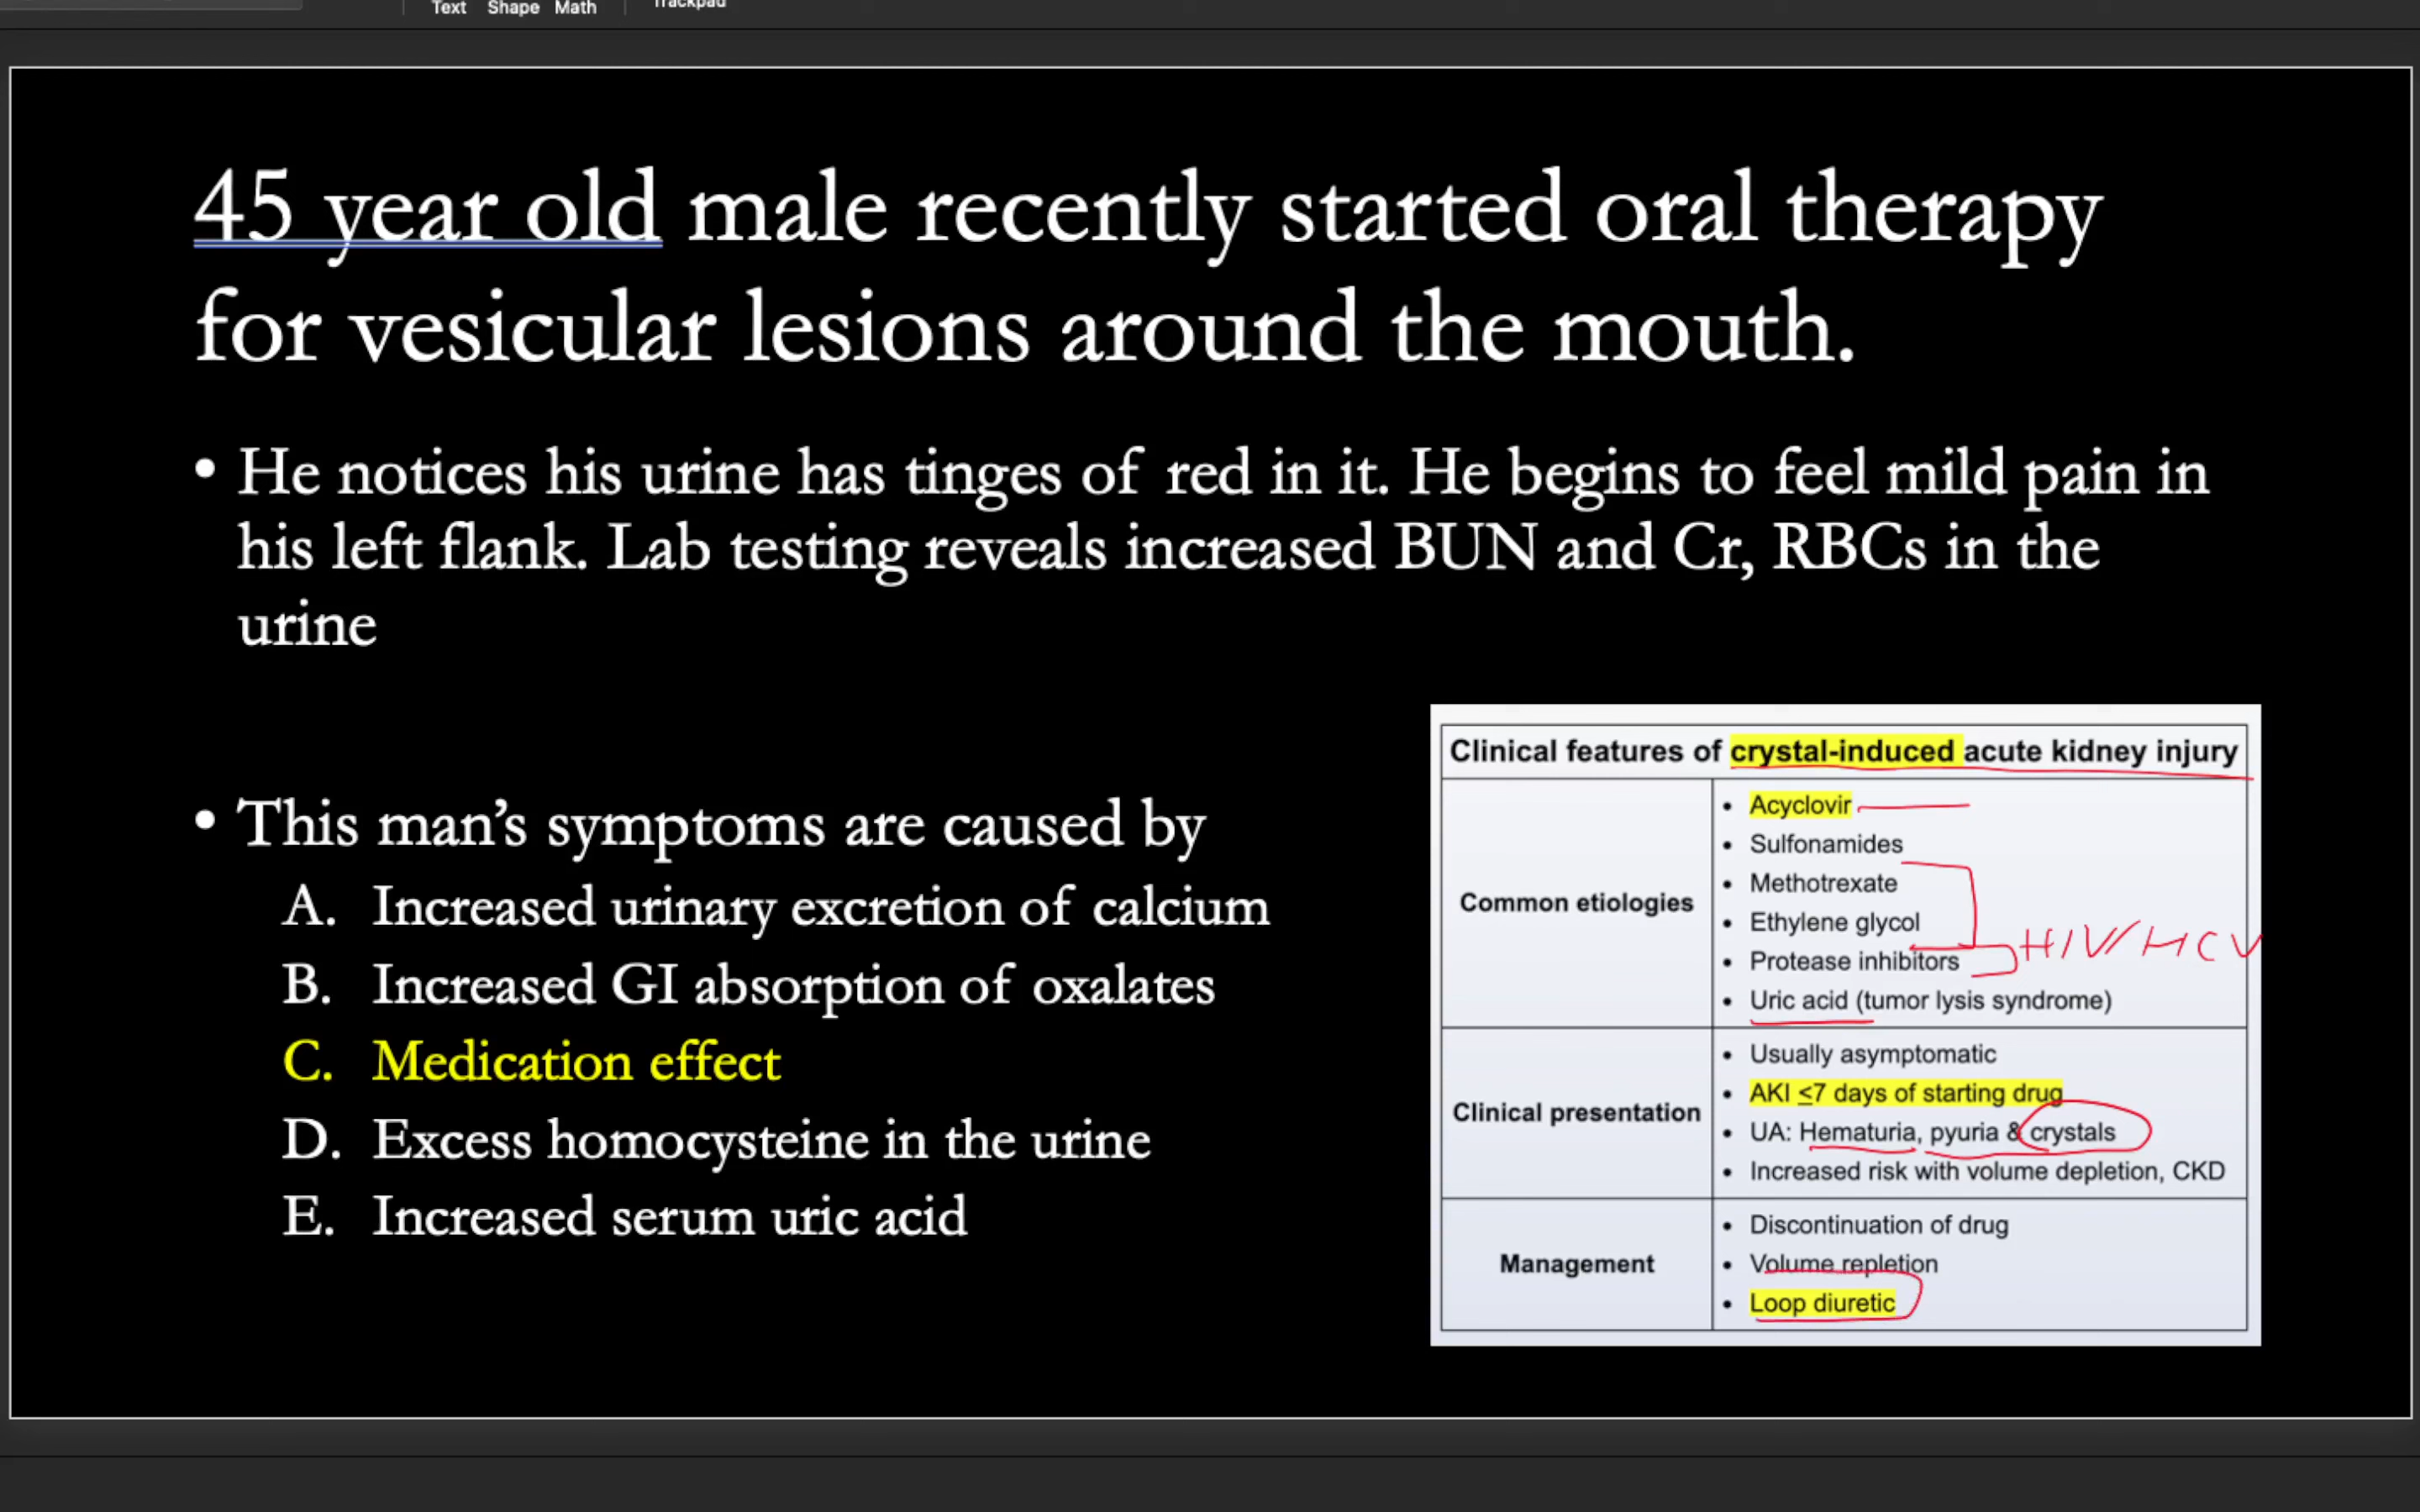 Text Shape Math Trackpad
45 year old male recently started oral therapy
for vesicular lesions around the mouth.
• He notices his urine has tinges of red in it. He begins to feel mild pain in
his left flank. Lab testing reveals increased BUN and Cr, RBCs in the
urine
• This man’s symptoms are caused by
A. Increased urinary excretion of calcium
B. Increased GI absorption of oxalates
C. Medication effect
D. Excess homocysteine in the urine
E. Increased serum uric acid
Clinical features of crystal-induced acute kidney injury
Common etiologies
• Acyclovir
• Sulfonamides
• Methotrexate
• Ethylene glycol
• Protease inhibitors
HIV/HCV
• Uric acid (tumor lysis syndrome)
Clinical presentation
• Usually asymptomatic
• AKI ≤7 days of starting drug
• UA: Hematuria, pyuria & crystals
• Increased risk with volume depletion, CKD
Management
• Discontinuation of drug
• Volume repletion
• Loop diuretic